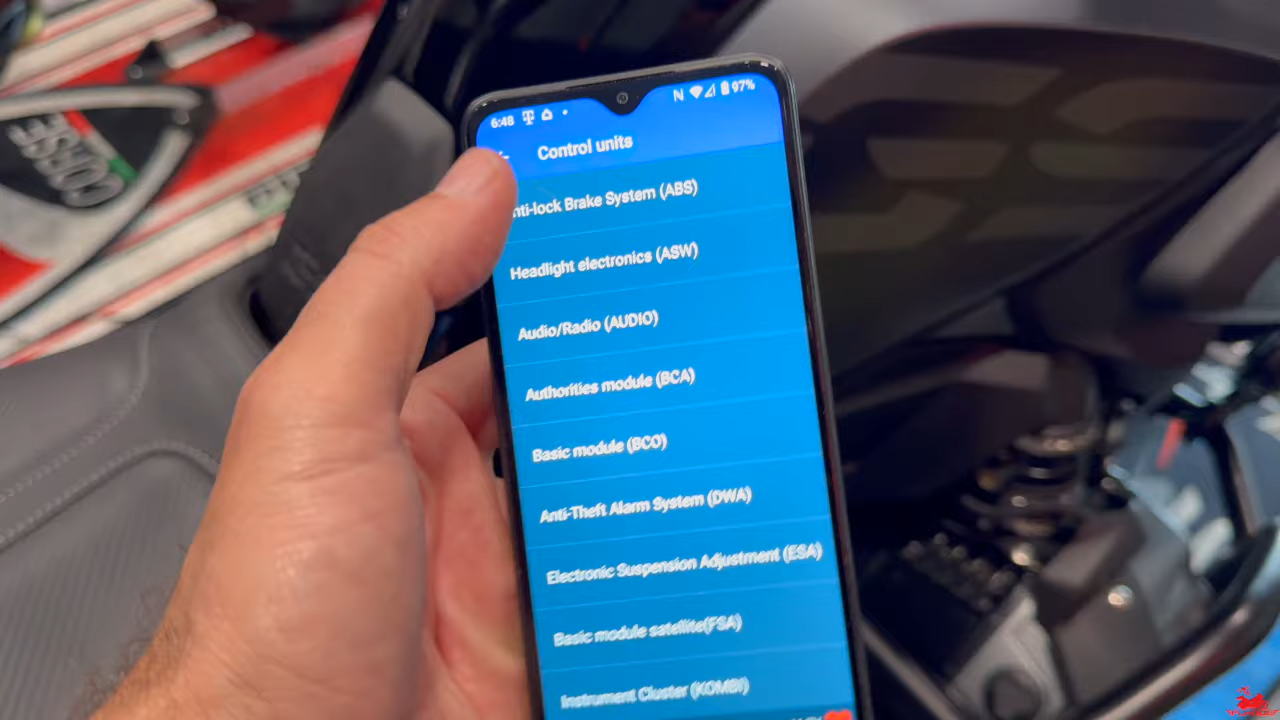 6:48
97%
Control units
nti-lock Brake System (ABS)
Headlight electronics (ASW)
Audio/Radio (AUDIO)
Authorities module (BCA)
Basic module (BCO)
Anti-Theft Alarm System (DWA)
Electronic Suspension Adjustment (ESA)
Basic module satellite(FSA)
Instrument Cluster (KOMBI)
CORSE